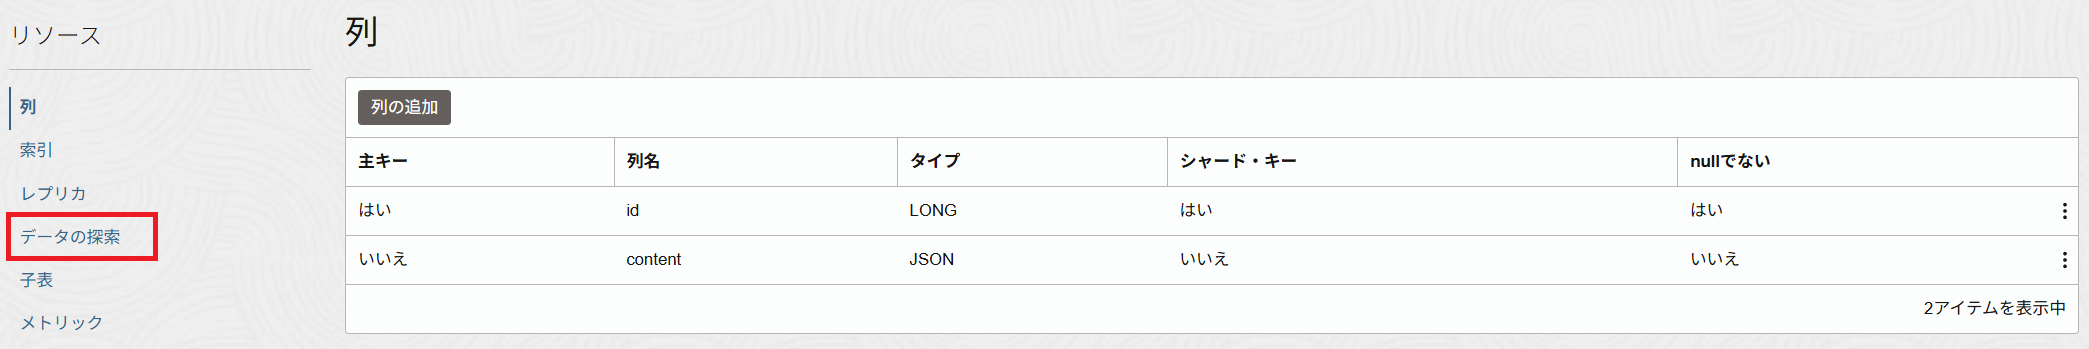 リソース
列
索引
レプリカ
データの探索
子表
メトリック
列
列の追加
主キー 列名 タイプ シャード・キー nullでない
はい id LONG はい はい
いいえ content JSON いいえ いいえ
2アイテムを表示中